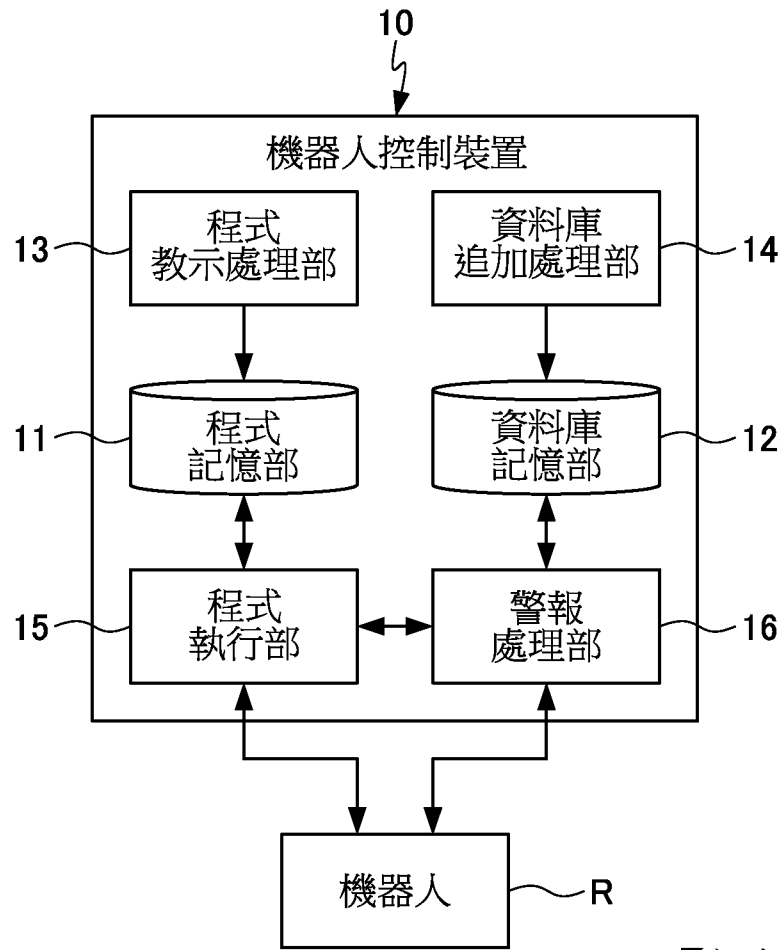 10
機器人控制裝置
13
程式
教示處理部
資料庫
追加處理部
14
11
程式
記憶部
資料庫
記憶部
12
15
程式
執行部
警報
處理部
16
機器人
R